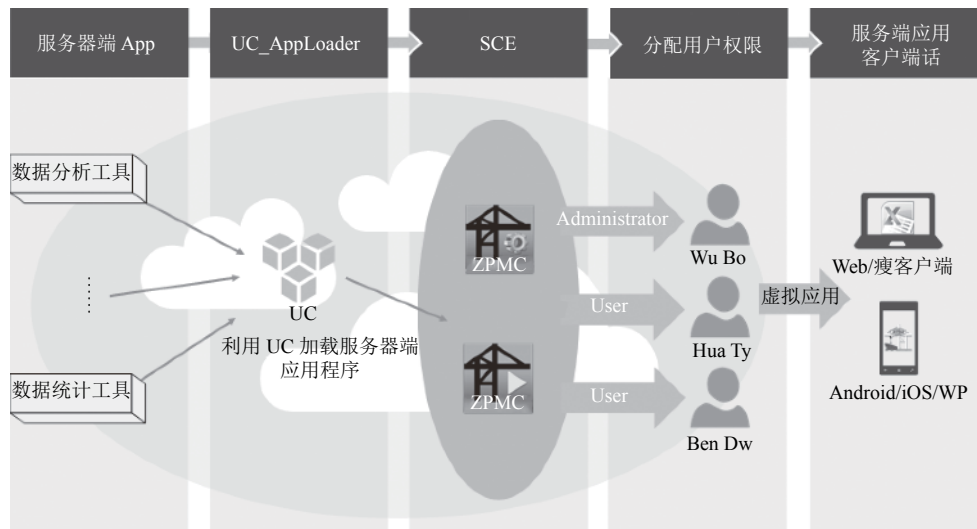 服务器端 App
UC_AppLoader
SCE
分配用户权限
服务端应用
客户端话
数据分析工具
······
数据统计工具
UC
利用 UC 加载服务器端
应用程序
ZPMC
ZPMC
Administrator
User
User
Wu Bo
Hua Ty
Ben Dw
虚拟应用
Web/瘦客户端
Android/iOS/WP